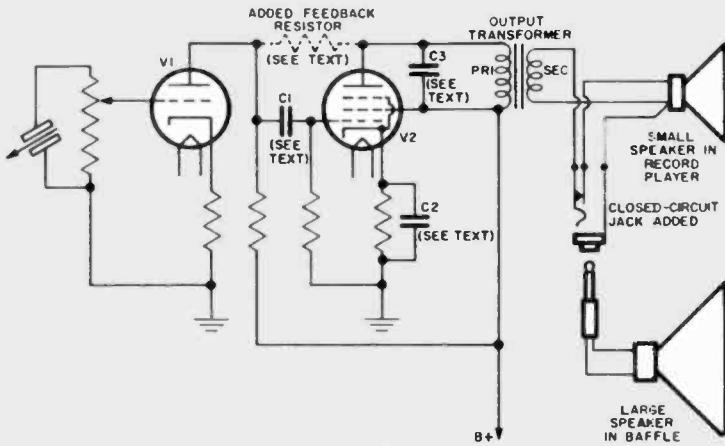 ADDED FEEDBACK
RESISTOR
(SEE TEXT)
OUTPUT
TRANSFORMER
V1
C3
(SEE
TEXT)
PRI
SEC
C1
(SEE
TEXT)
V2
SMALL
SPEAKER IN
RECORD
PLAYER
C2
(SEE TEXT)
CLOSED-CIRCUIT
JACK ADDED
LARGE
SPEAKER
IN BAFFLE
B+